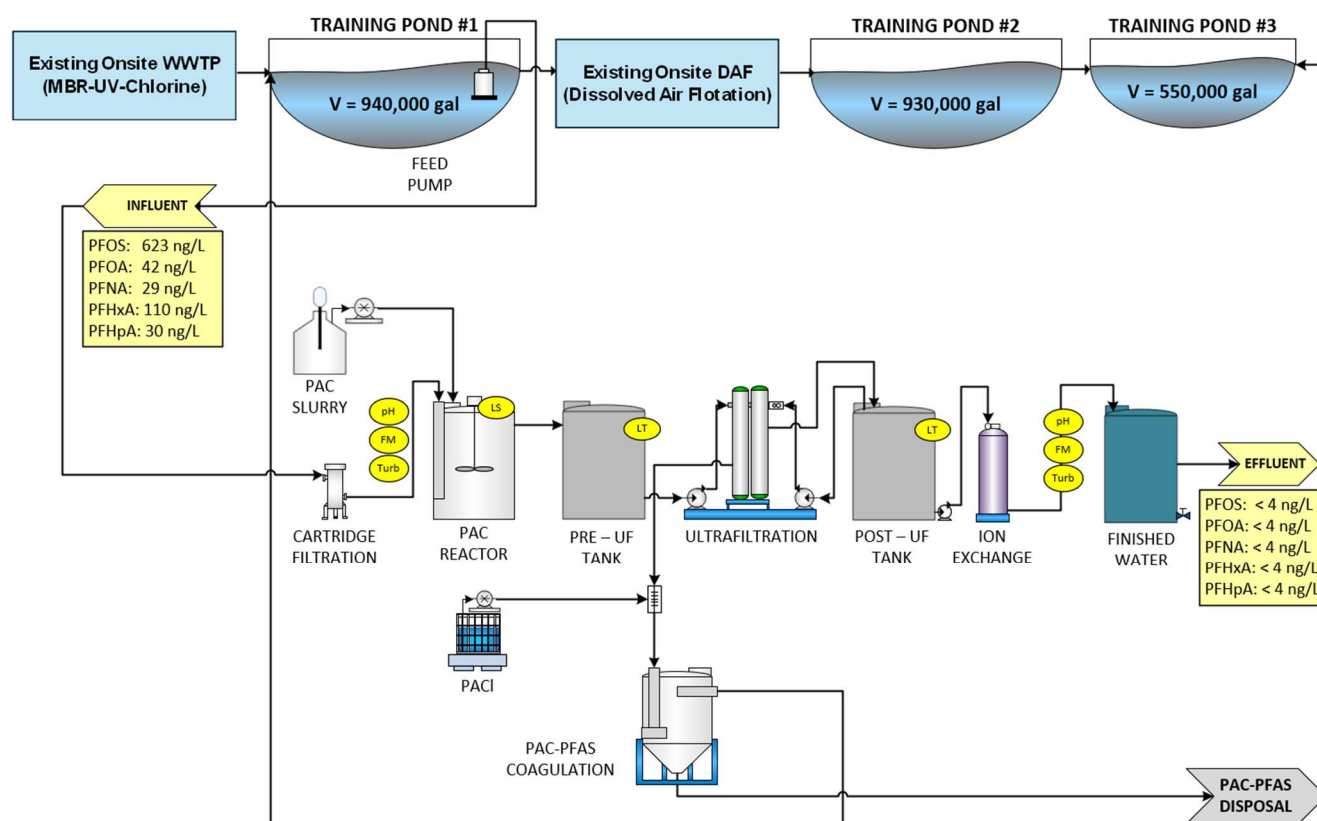 TRAINING POND #1
TRAINING POND #2
TRAINING POND #3
Existing Onsite WWTP
(MBR-UV-Chlorine)
V = 940,000 gal
Existing Onsite DAF
(Dissolved Air Flotation)
V = 930,000 gal
V = 550,000 gal
FEED
PUMP
INFLUENT
PFOS: 623 ng/L
PFOA: 42 ng/L
PFNA: 29 ng/L
PFHxA: 110 ng/L
PFHpA: 30 ng/L
PAC
SLURRY
pH
FM
Turb
LS
LT
LT
pH
FM
Turb
CARTRIDGE
FILTRATION
PAC
REACTOR
PRE – UF
TANK
ULTRAFILTRATION
POST – UF
TANK
ION
EXCHANGE
FINISHED
WATER
EFFLUENT
PFOS: < 4 ng/L
PFOA: < 4 ng/L
PFNA: < 4 ng/L
PFHxA: < 4 ng/L
PFHpA: < 4 ng/L
PACl
PAC-PFAS
COAGULATION
PAC-PFAS
DISPOSAL